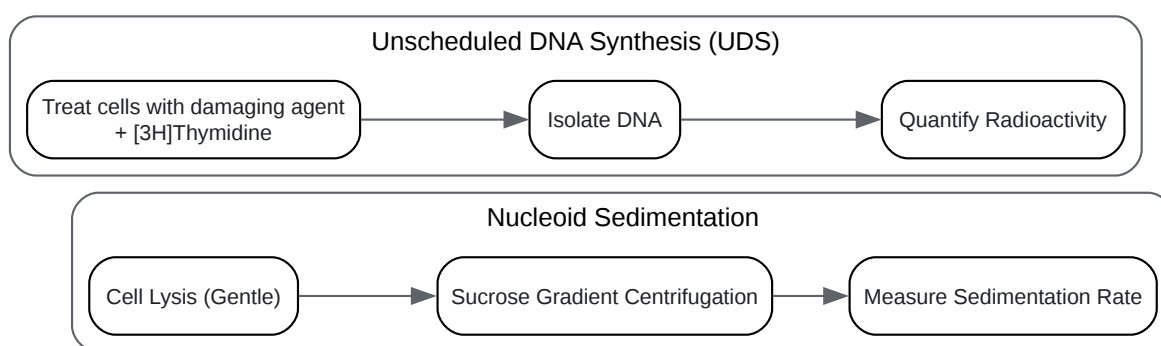 Unscheduled DNA Synthesis (UDS)
Treat cells with damaging agent
+ [3H]Thymidine
Isolate DNA
Quantify Radioactivity
Nucleoid Sedimentation
Cell Lysis (Gentle)
Sucrose Gradient Centrifugation
Measure Sedimentation Rate